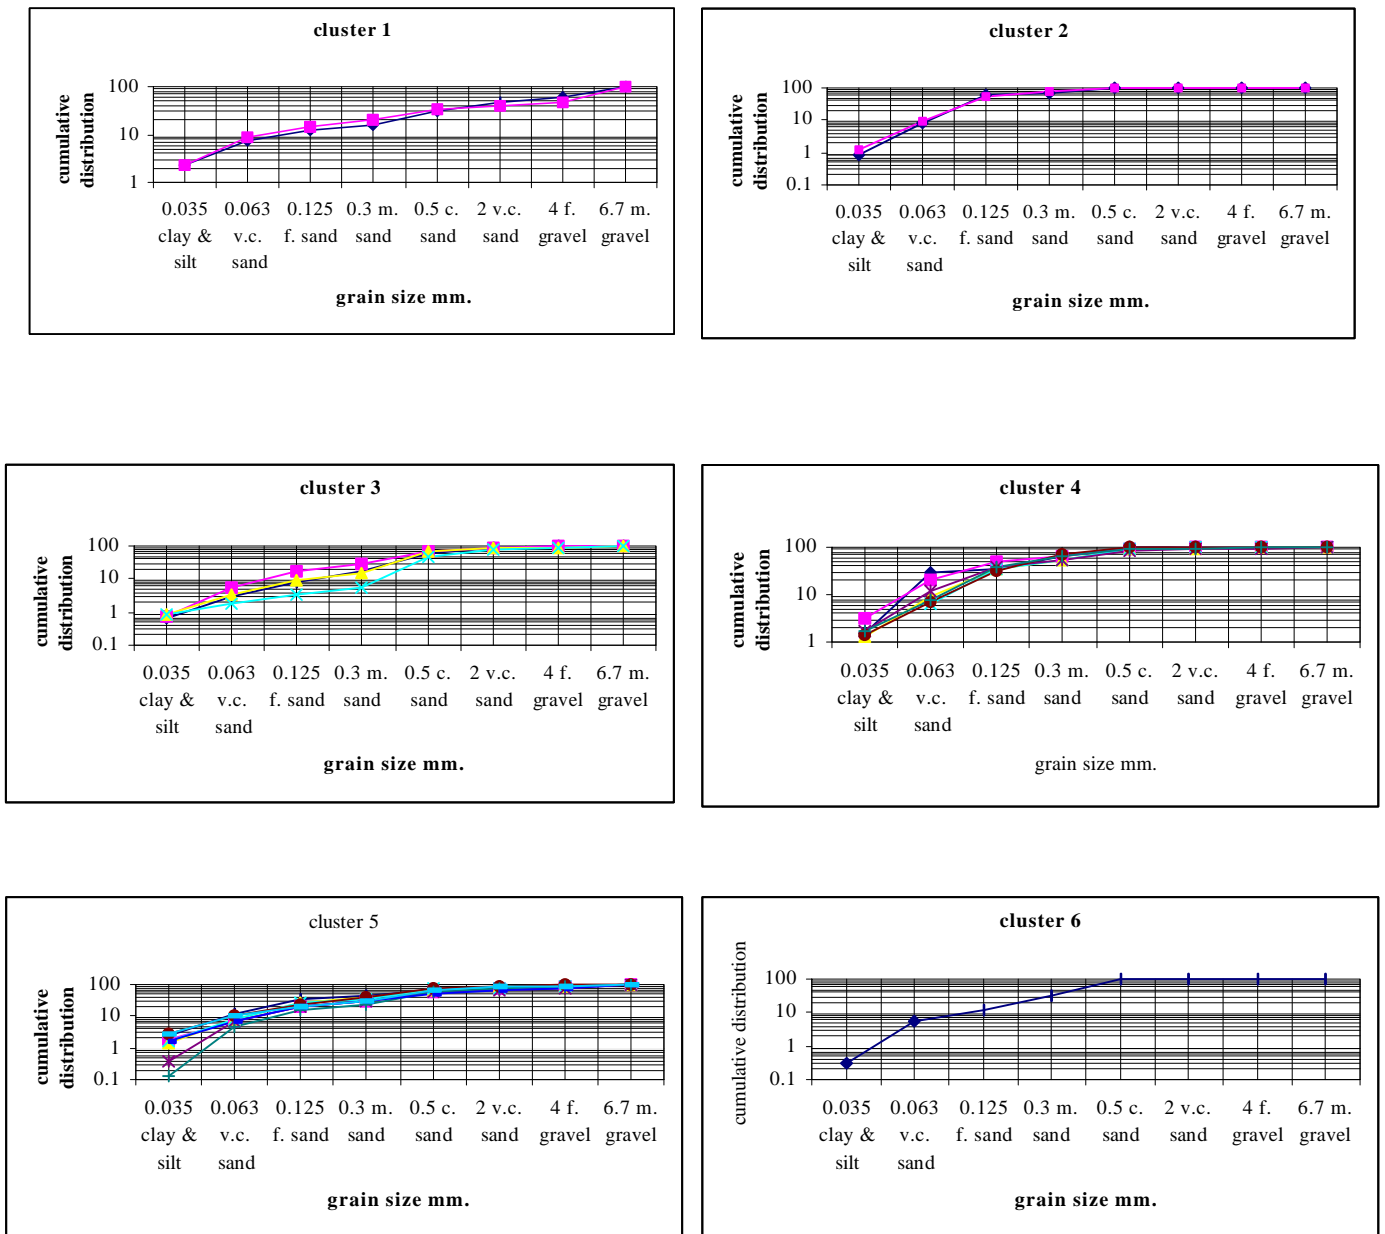 cluster 1
cumulative
distribution
100
10
1
0.035 0.063 0.125 0.3 m. 0.5 c. 2 v.c. 4 f. 6.7 m.
clay & v.c. f. sand sand sand sand gravel gravel
silt sand
grain size mm.
cluster 2
cumulative
distribution
100
10
1
0.1
0.035 0.063 0.125 0.3 m. 0.5 c. 2 v.c. 4 f. 6.7 m.
clay & v.c. f. sand sand sand sand gravel gravel
silt sand
grain size mm.
cluster 3
cumulative
distribution
100
10
1
0.1
0.035 0.063 0.125 0.3 m. 0.5 c. 2 v.c. 4 f. 6.7 m.
clay & v.c. f. sand sand sand sand gravel gravel
silt sand
grain size mm.
cluster 4
cumulative
distribution
100
10
1
0.035 0.063 0.125 0.3 m. 0.5 c. 2 v.c. 4 f. 6.7 m.
clay & v.c. f. sand sand sand sand gravel gravel
silt sand
grain size mm.
cluster 5
cumulative
distribution
100
10
1
0.1
0.035 0.063 0.125 0.3 m. 0.5 c. 2 v.c. 4 f. 6.7 m.
clay & v.c. f. sand sand sand sand gravel gravel
silt sand
grain size mm.
cluster 6
cumulative distribution
100
10
1
0.1
0.035 0.063 0.125 0.3 m. 0.5 c. 2 v.c. 4 f. 6.7 m.
clay & v.c. f. sand sand sand sand gravel gravel
silt sand
grain size mm.